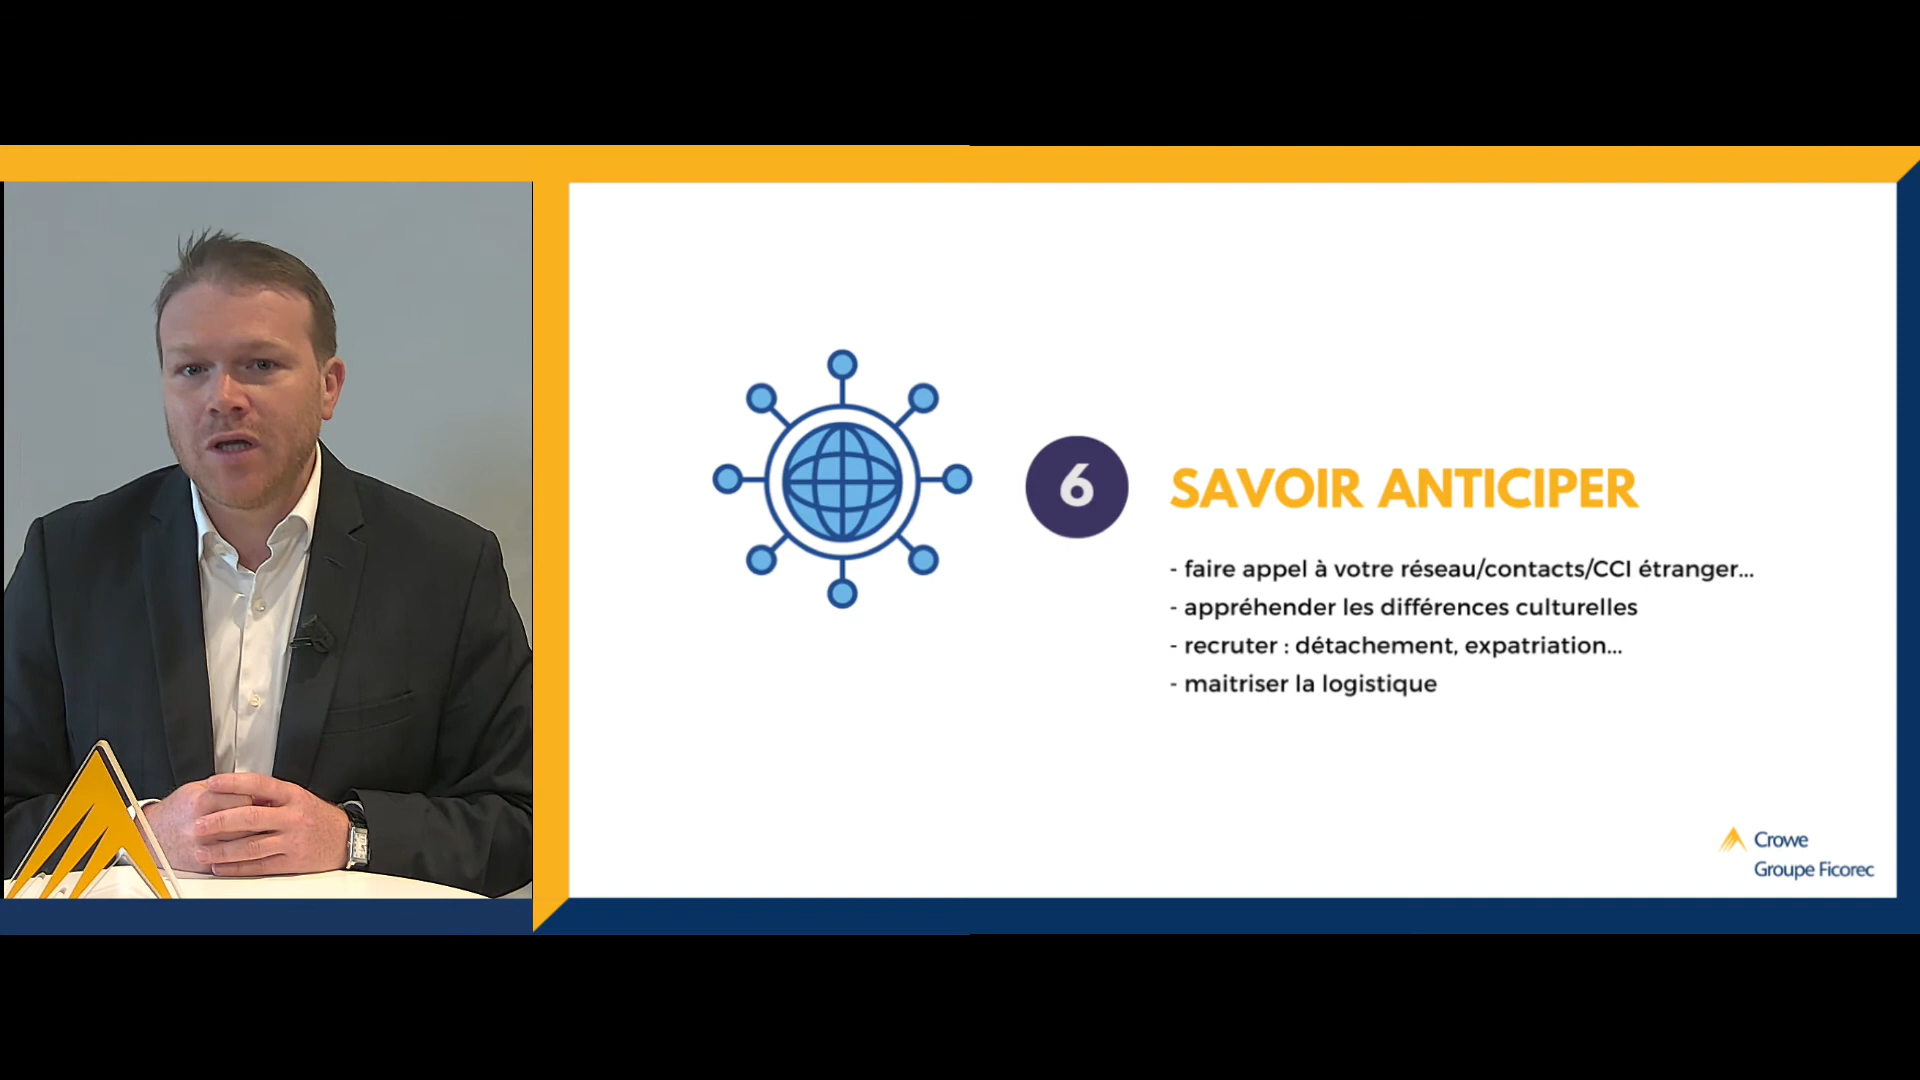 6
SAVOIR ANTICIPER
- faire appel à votre réseau/contacts/CCI étranger...
- appréhender les différences culturelles
- recruter : détachement, expatriation...
- maitriser la logistique
Crowe
Groupe Ficorec